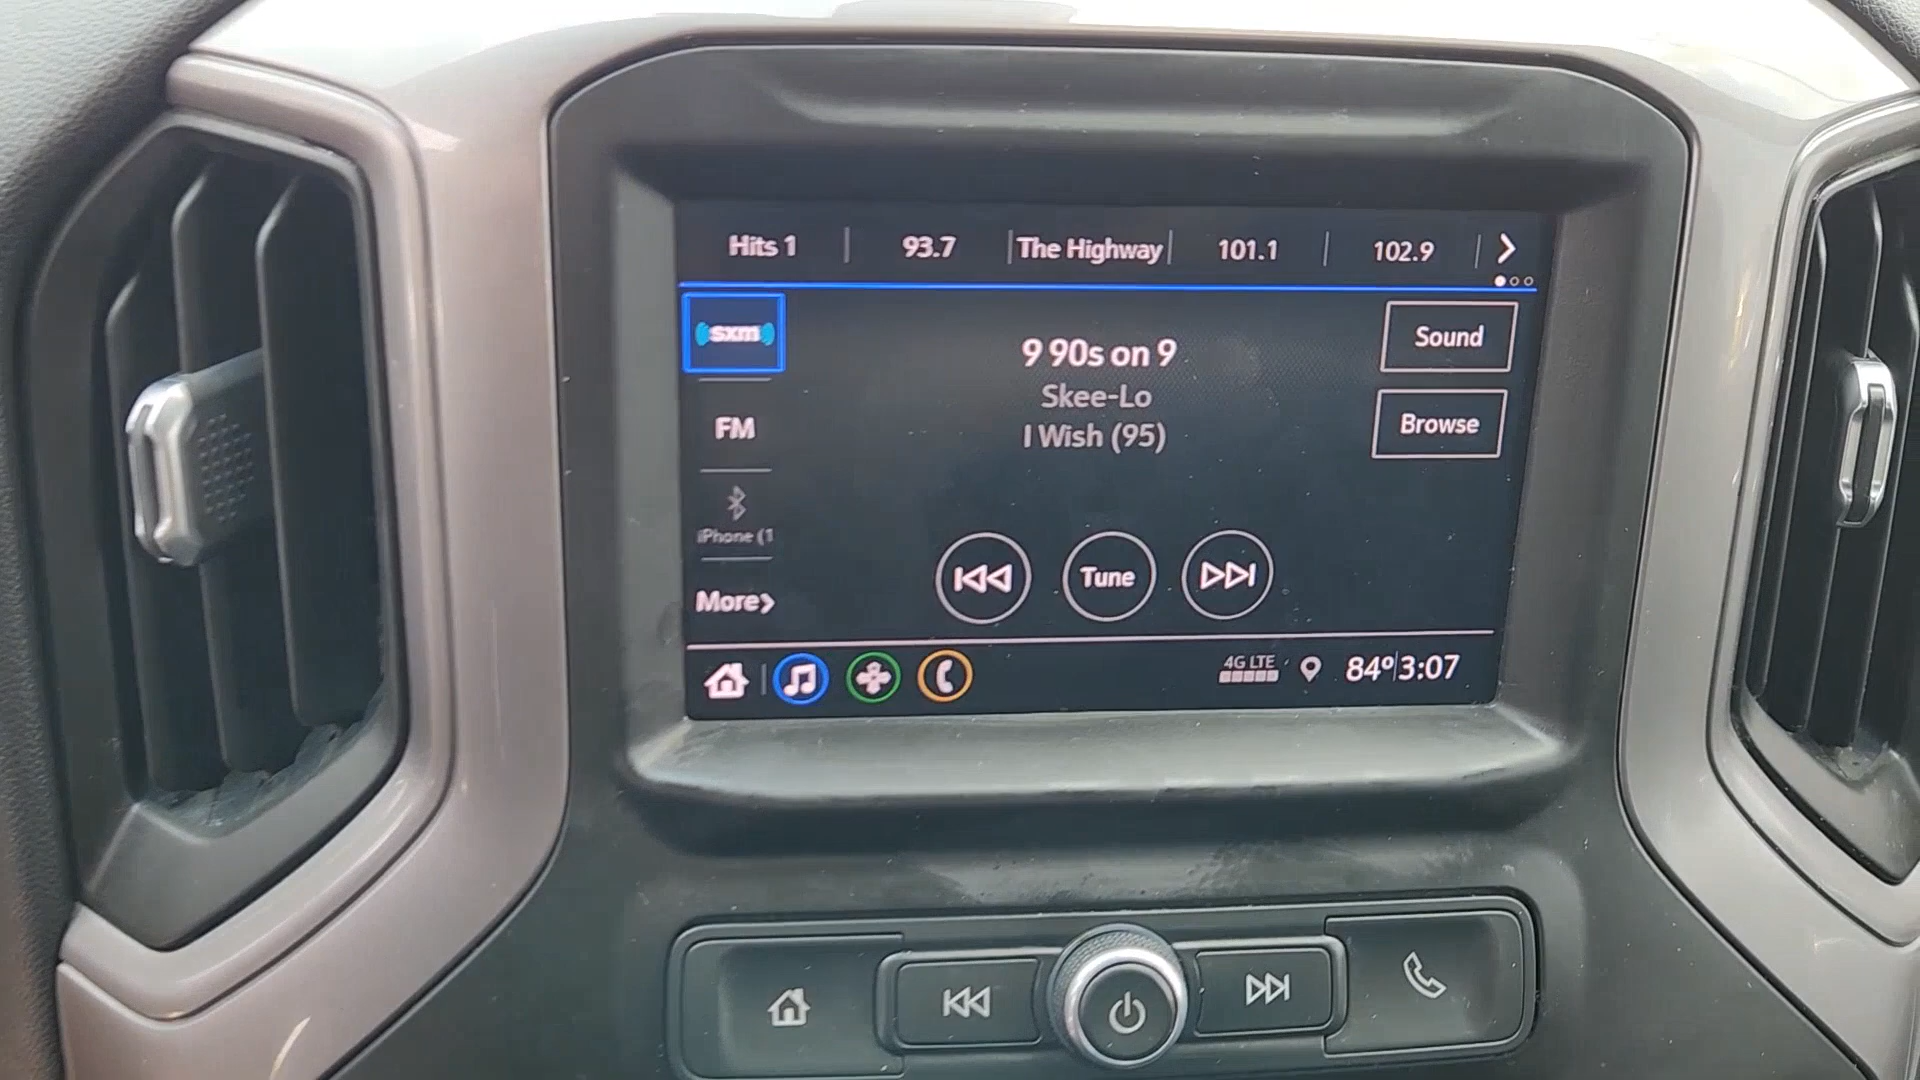 Hits 1 | 93.7 | The Highway | 101.1 | 102.9
sxm
9 90s on 9
Sound
Skee-Lo
FM
I Wish (95)
Browse
iPhone (1
More
Tune
4G LTE
84º 3:07